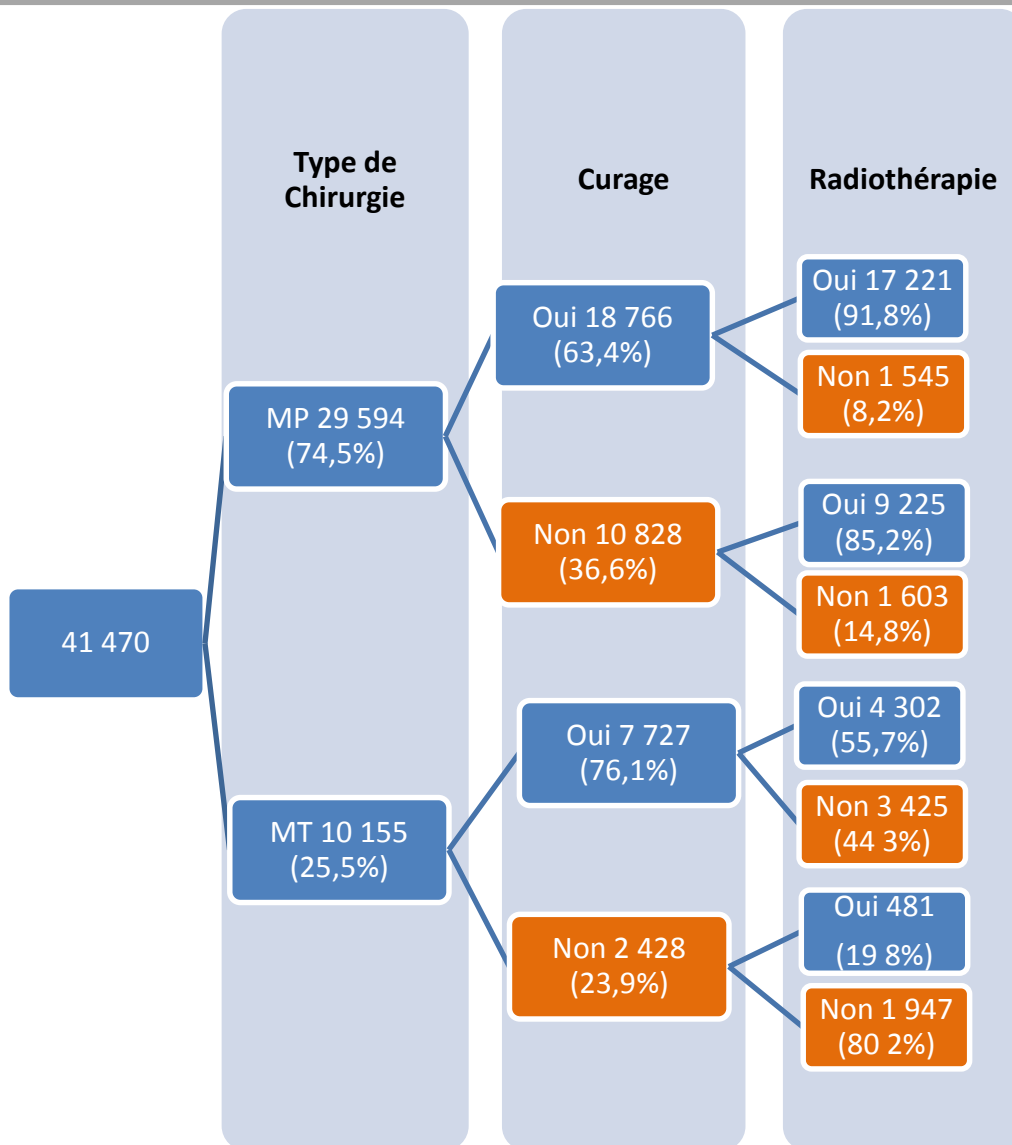 Type de
Chirurgie
Curage
Radiothérapie
41 470
MP 29 594
(74,5%)
MT 10 155
(25,5%)
Oui 18 766
(63,4%)
Non 10 828
(36,6%)
Oui 7 727
(76,1%)
Non 2 428
(23,9%)
Oui 17 221
(91,8%)
Non 1 545
(8,2%)
Oui 9 225
(85,2%)
Non 1 603
(14,8%)
Oui 4 302
(55,7%)
Non 3 425
(44 3%)
Oui 481
(19 8%)
Non 1 947
(80 2%)